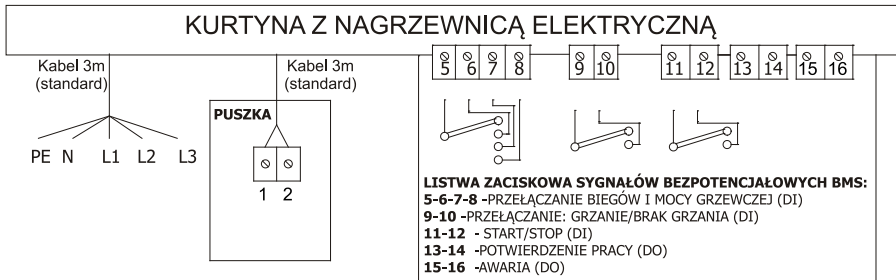 KURTYNA Z NAGRZEWNICĄ ELEKTRYCZNĄ
Kabel 3m
(standard)
Kabel 3m
(standard)
5 6 7 8 9 10 11 12 13 14 15 16
PUSZKA
PE N L1 L2 L3
1 2
LISTWA ZACISKOWA SYGNAŁÓW BEZPOTENCJAŁOWYCH BMS:
5-6-7-8 -PRZEŁĄCZANIE BIEGÓW I MOCY GRZEWCZEJ (DI)
9-10 -PRZEŁĄCZANIE: GRZANIE/BRAK GRZANIA (DI)
11-12 - START/STOP (DI)
13-14 -POTWIERDZENIE PRACY (DO)
15-16 -AWARIA (DO)